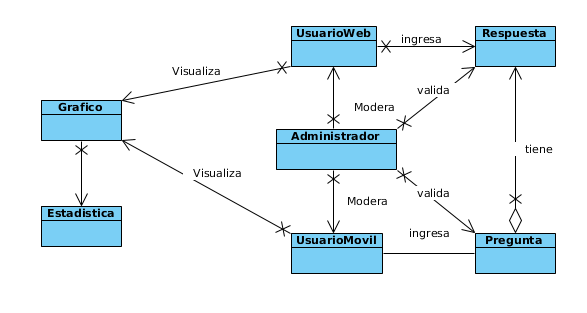 UsuarioWeb
Respuesta
ingresa
Visualiza
valida
Grafico
Modera
Administrador
tiene
Visualiza
valida
Modera
Estadistica
ingresa
UsuarioMovil
Pregunta